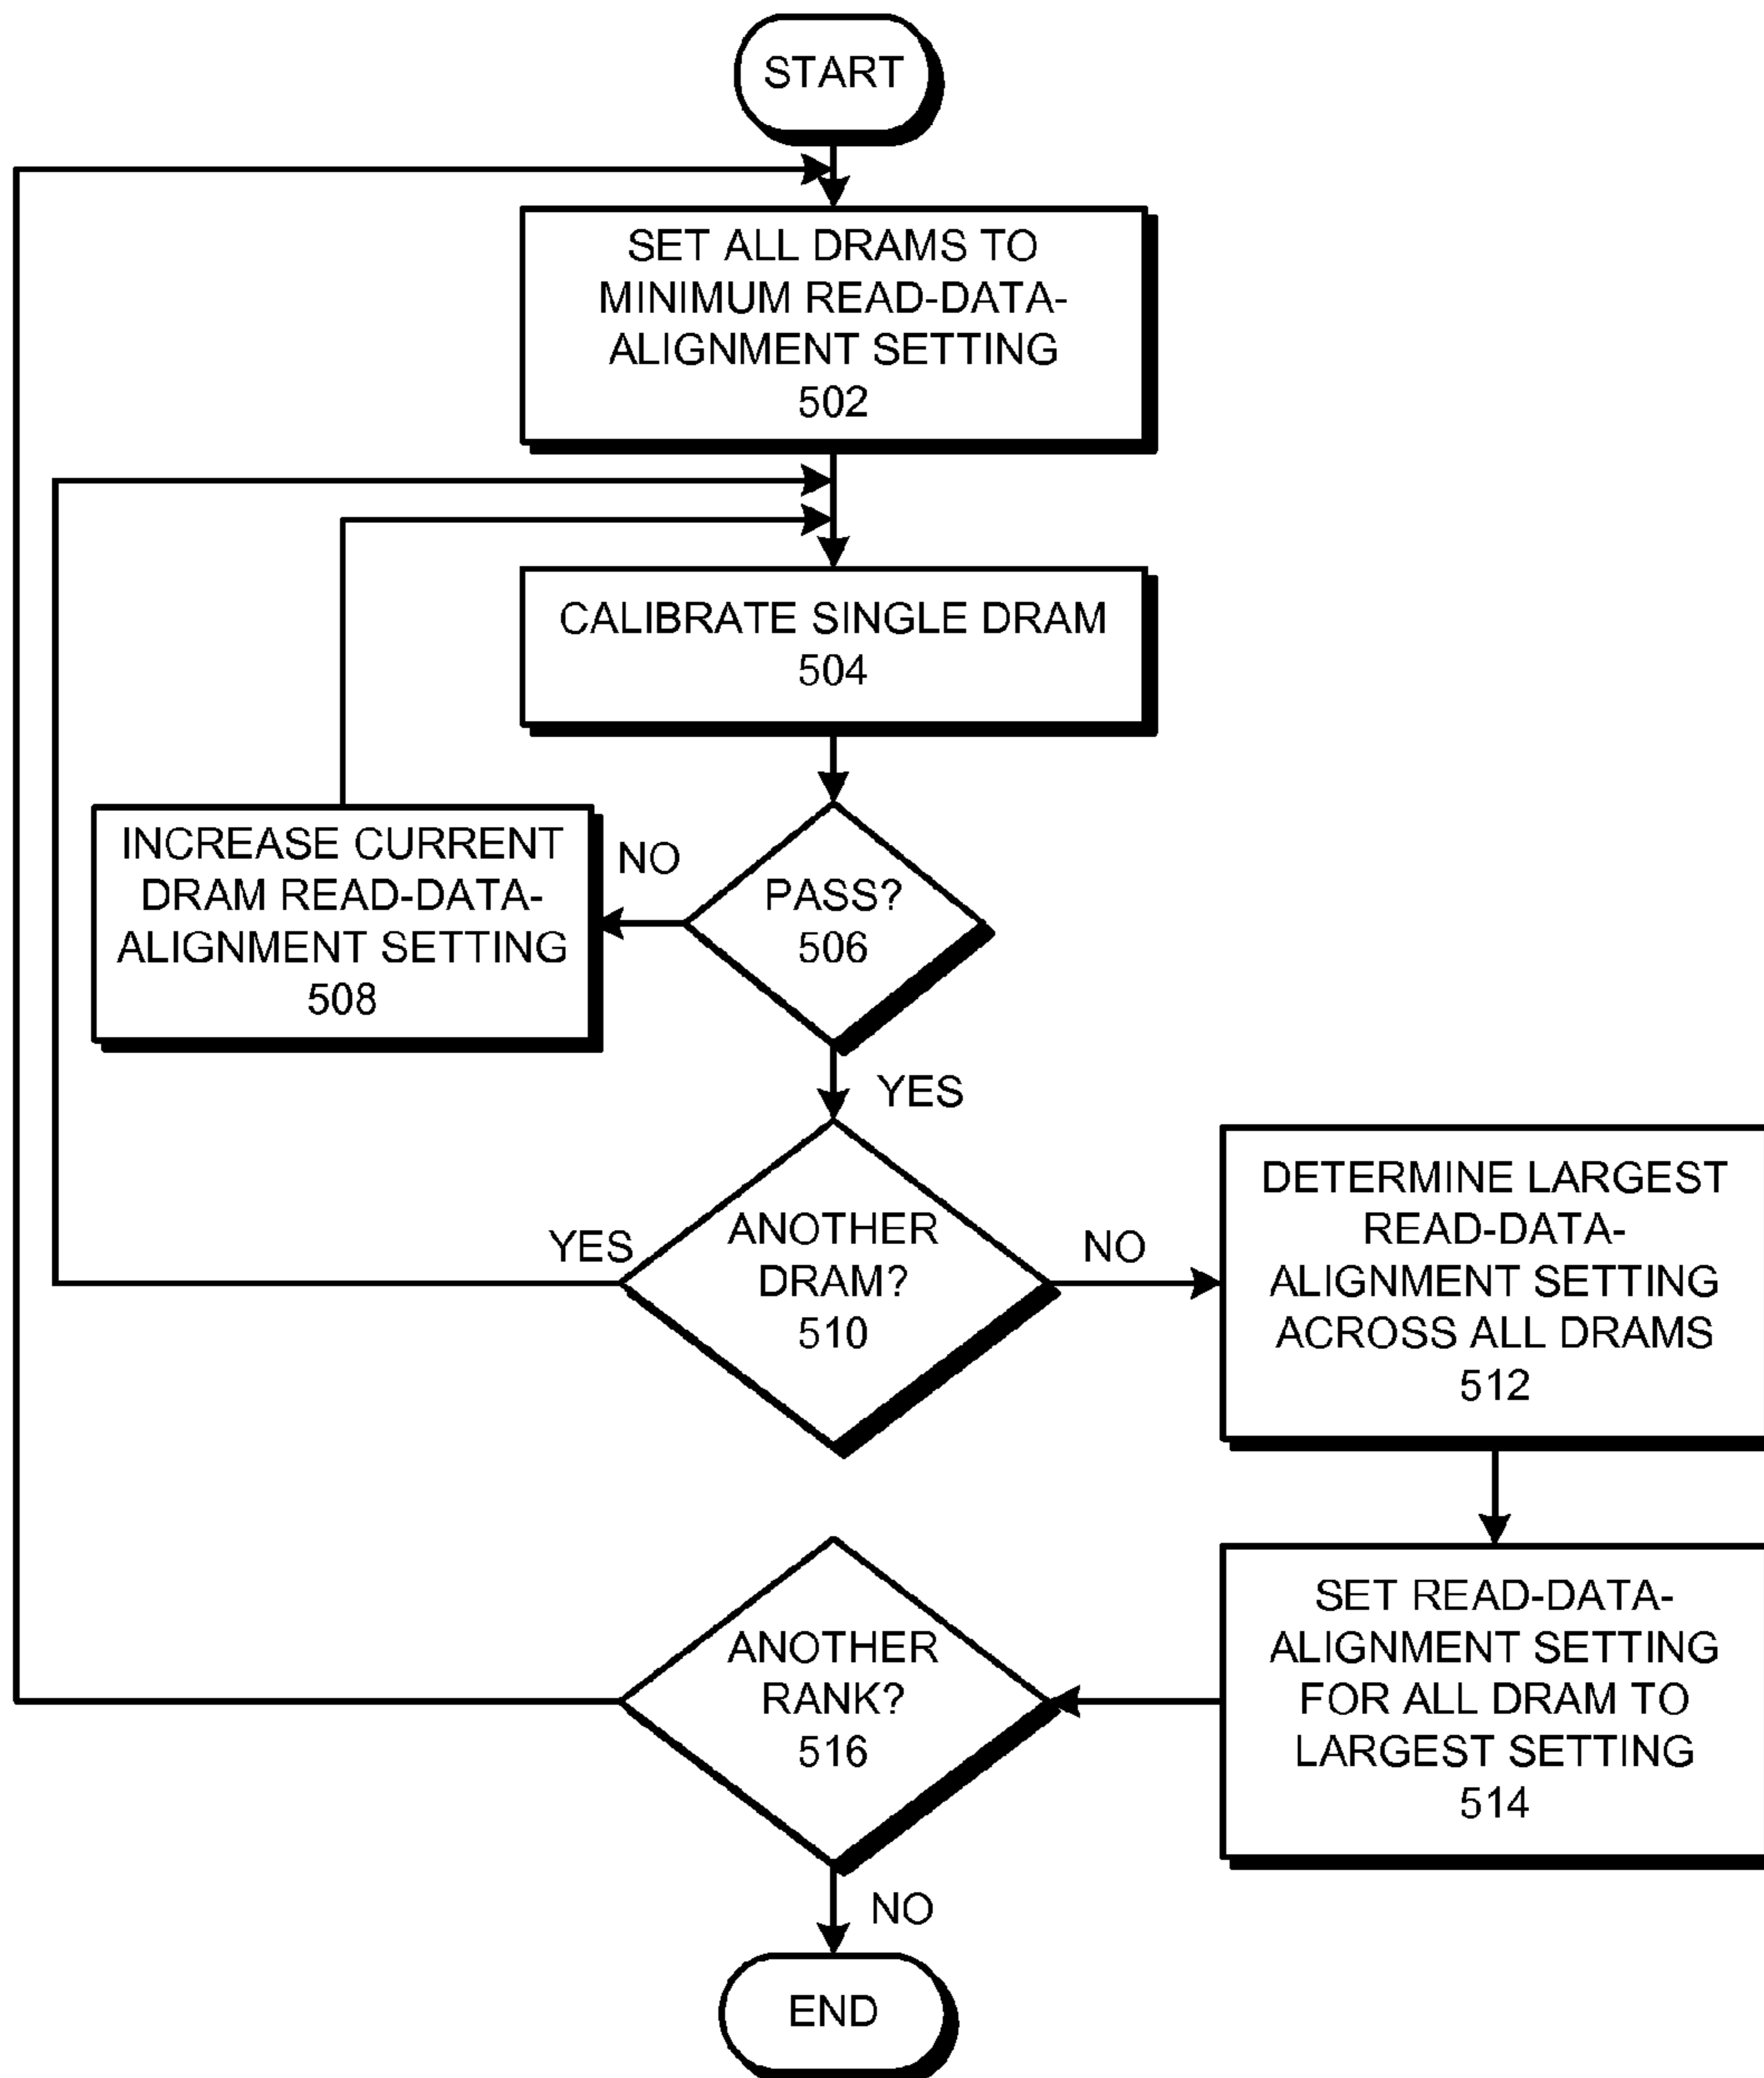 START
SET ALL DRAMS TO
MINIMUM READ-DATA-
ALIGNMENT SETTING
502
CALIBRATE SINGLE DRAM
504
INCREASE CURRENT
DRAM READ-DATA-
ALIGNMENT SETTING
508
NO
PASS?
506
YES
YES
ANOTHER
DRAM?
510
NO
DETERMINE LARGEST
READ-DATA-
ALIGNMENT SETTING
ACROSS ALL DRAMS
512
SET READ-DATA-
ALIGNMENT SETTING
FOR ALL DRAM TO
LARGEST SETTING
514
ANOTHER
RANK?
516
NO
END